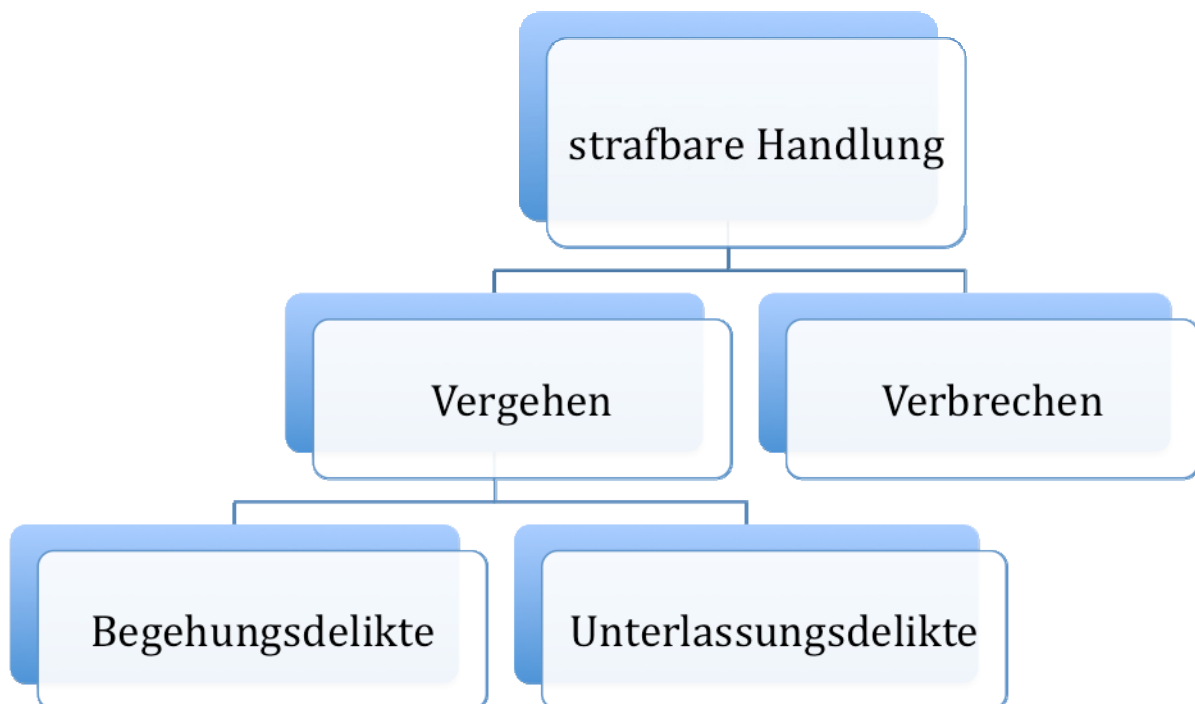 strafbare Handlung
Vergehen
Verbrechen
Begehungsdelikte
Unterlassungsdelikte